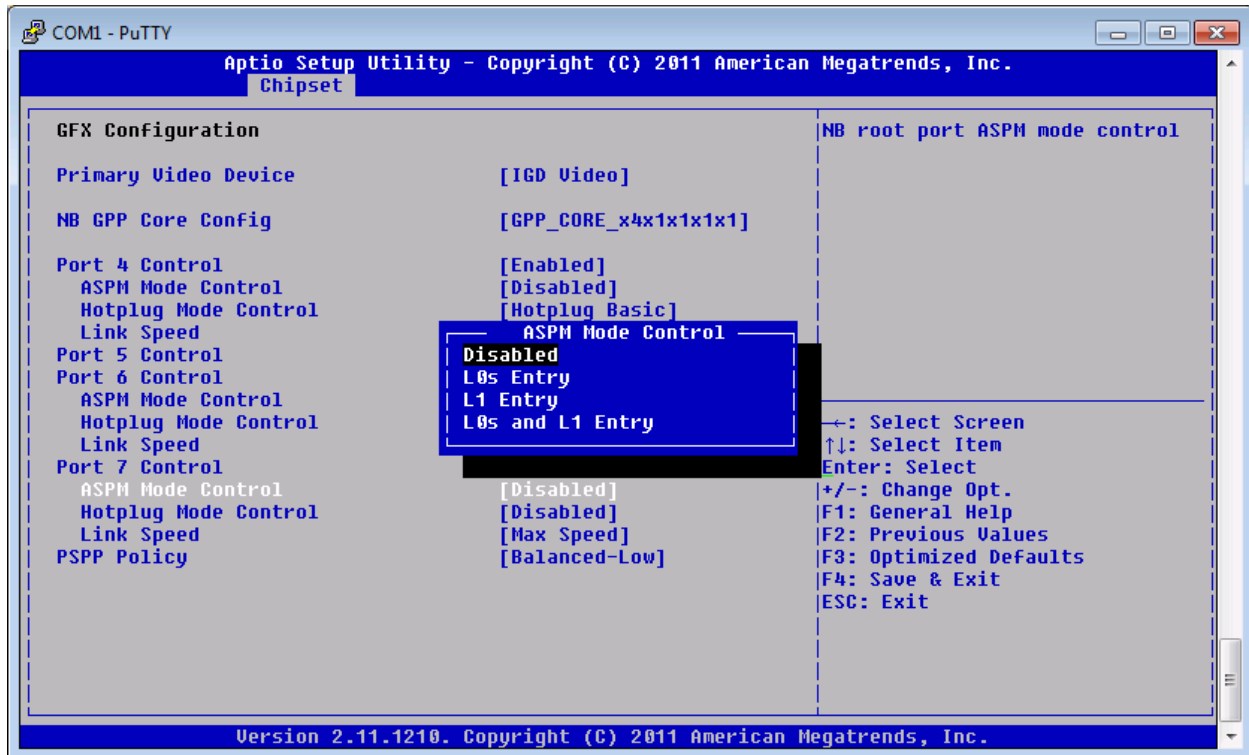 COM1 - PuTTY
Aptio Setup Utility - Copyright (C) 2011 American Megatrends, Inc.
Chipset
GFX Configuration
NB root port ASPM mode control
Primary Video Device [IGD Video]
NB GPP Core Config [GPP_CORE_x4x1x1x1x1]
Port 4 Control [Enabled]
ASPM Mode Control [Disabled]
Hotplug Mode Control [Hotplug Basic]
Link Speed
ASPM Mode Control
Port 5 Control
Disabled
Port 6 Control
L0s Entry
ASPM Mode Control
L1 Entry
Hotplug Mode Control
L0s and L1 Entry
Link Speed
Port 7 Control
ASPM Mode Control [Disabled]
Hotplug Mode Control [Disabled]
Link Speed [Max Speed]
PSPP Policy [Balanced-Low]
←: Select Screen
↑↓: Select Item
Enter: Select
+/-: Change Opt.
F1: General Help
F2: Previous Values
F3: Optimized Defaults
F4: Save & Exit
ESC: Exit
Version 2.11.1210. Copyright (C) 2011 American Megatrends, Inc.